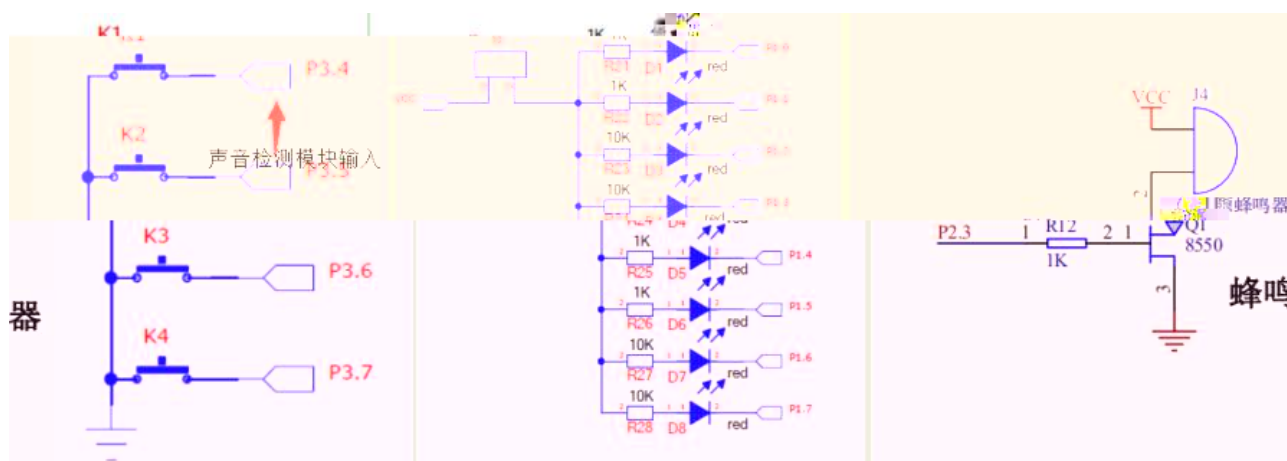 K1
P3.4
K2
声音检测模块输入
P3.5
K3
P3.6
器
K4
P3.7
VCC
1K
R21
D1
red
P1.0
1K
R22
D2
red
10K
R23
D3
red
10K
R24
D4
red
1K
R25
D5
red
P1.4
1K
R26
D6
red
P1.5
10K
R27
D7
red
P1.6
10K
R28
D8
red
P1.7
VCC
J4
蜂鸣器
P2.3
1
R12
1K
2
1
Q1
8550
3
蜂鸣